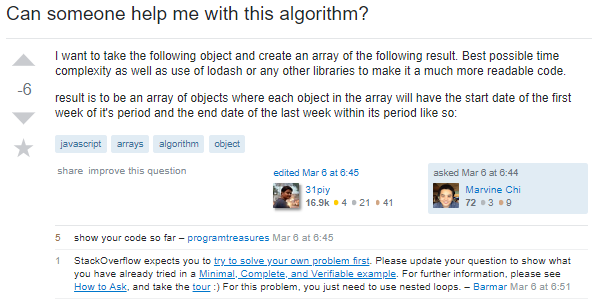 Can someone help me with this algorithm?
I want to take the following object and create an array of the following result. Best possible time
complexity as well as use of lodash or any other libraries to make it a much more readable code.
-6
result is to be an array of objects where each object in the array will have the start date of the first
week of it's period and the end date of the last week within its period like so:
javascript arrays algorithm object
share improve this question
edited Mar 6 at 6:45
31piy
16.9k 4 21 41
asked Mar 6 at 6:44
Marvine Chi
72 3 9
5 show your code so far – programtreasures Mar 6 at 6:45
1 StackOverflow expects you to try to solve your own problem first. Please update your question to show what
you have already tried in a Minimal, Complete, and Verifiable example. For further information, please see
How to Ask, and take the tour :) For this problem, you just need to use nested loops. – Barmar Mar 6 at 6:51